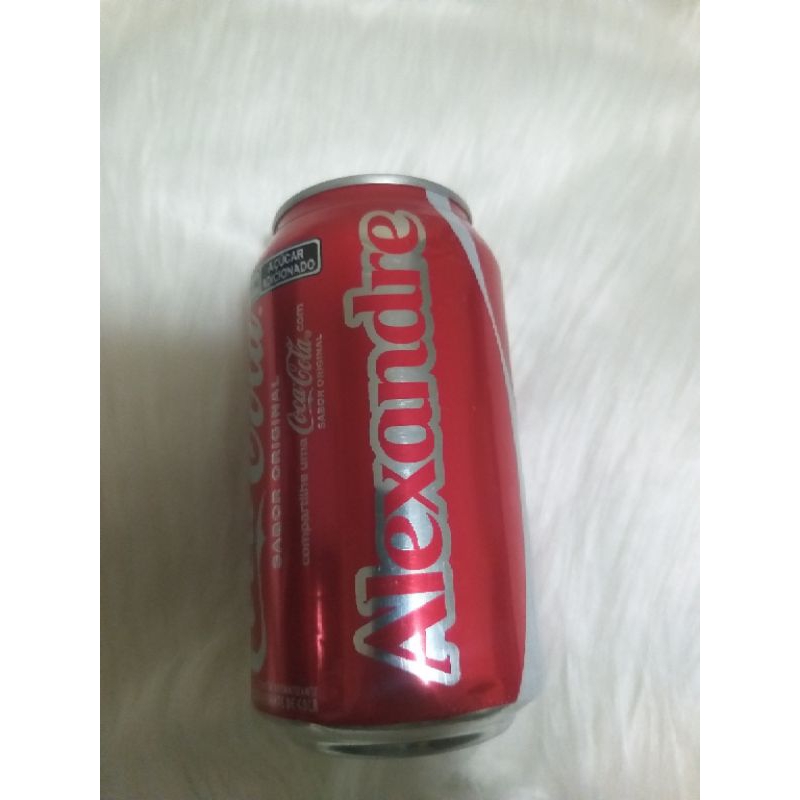 AÇÚCAR
ADICIONADO
SABOR ORIGINAL
compartilhe uma Coca-Cola com
SABOR ORIGINAL
Alexandre